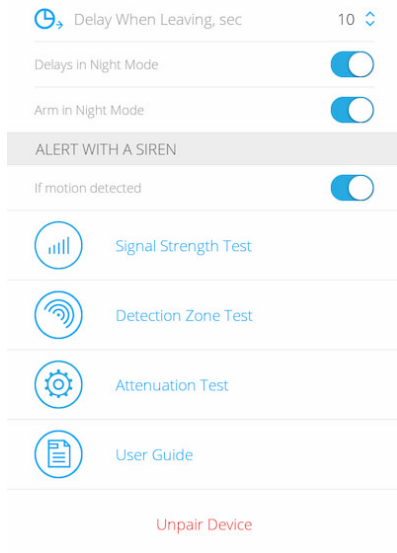 Delay When Leaving, sec 10
Delays in Night Mode
Arm in Night Mode
ALERT WITH A SIREN
If motion detected
Signal Strength Test
Detection Zone Test
Attenuation Test
User Guide
Unpair Device